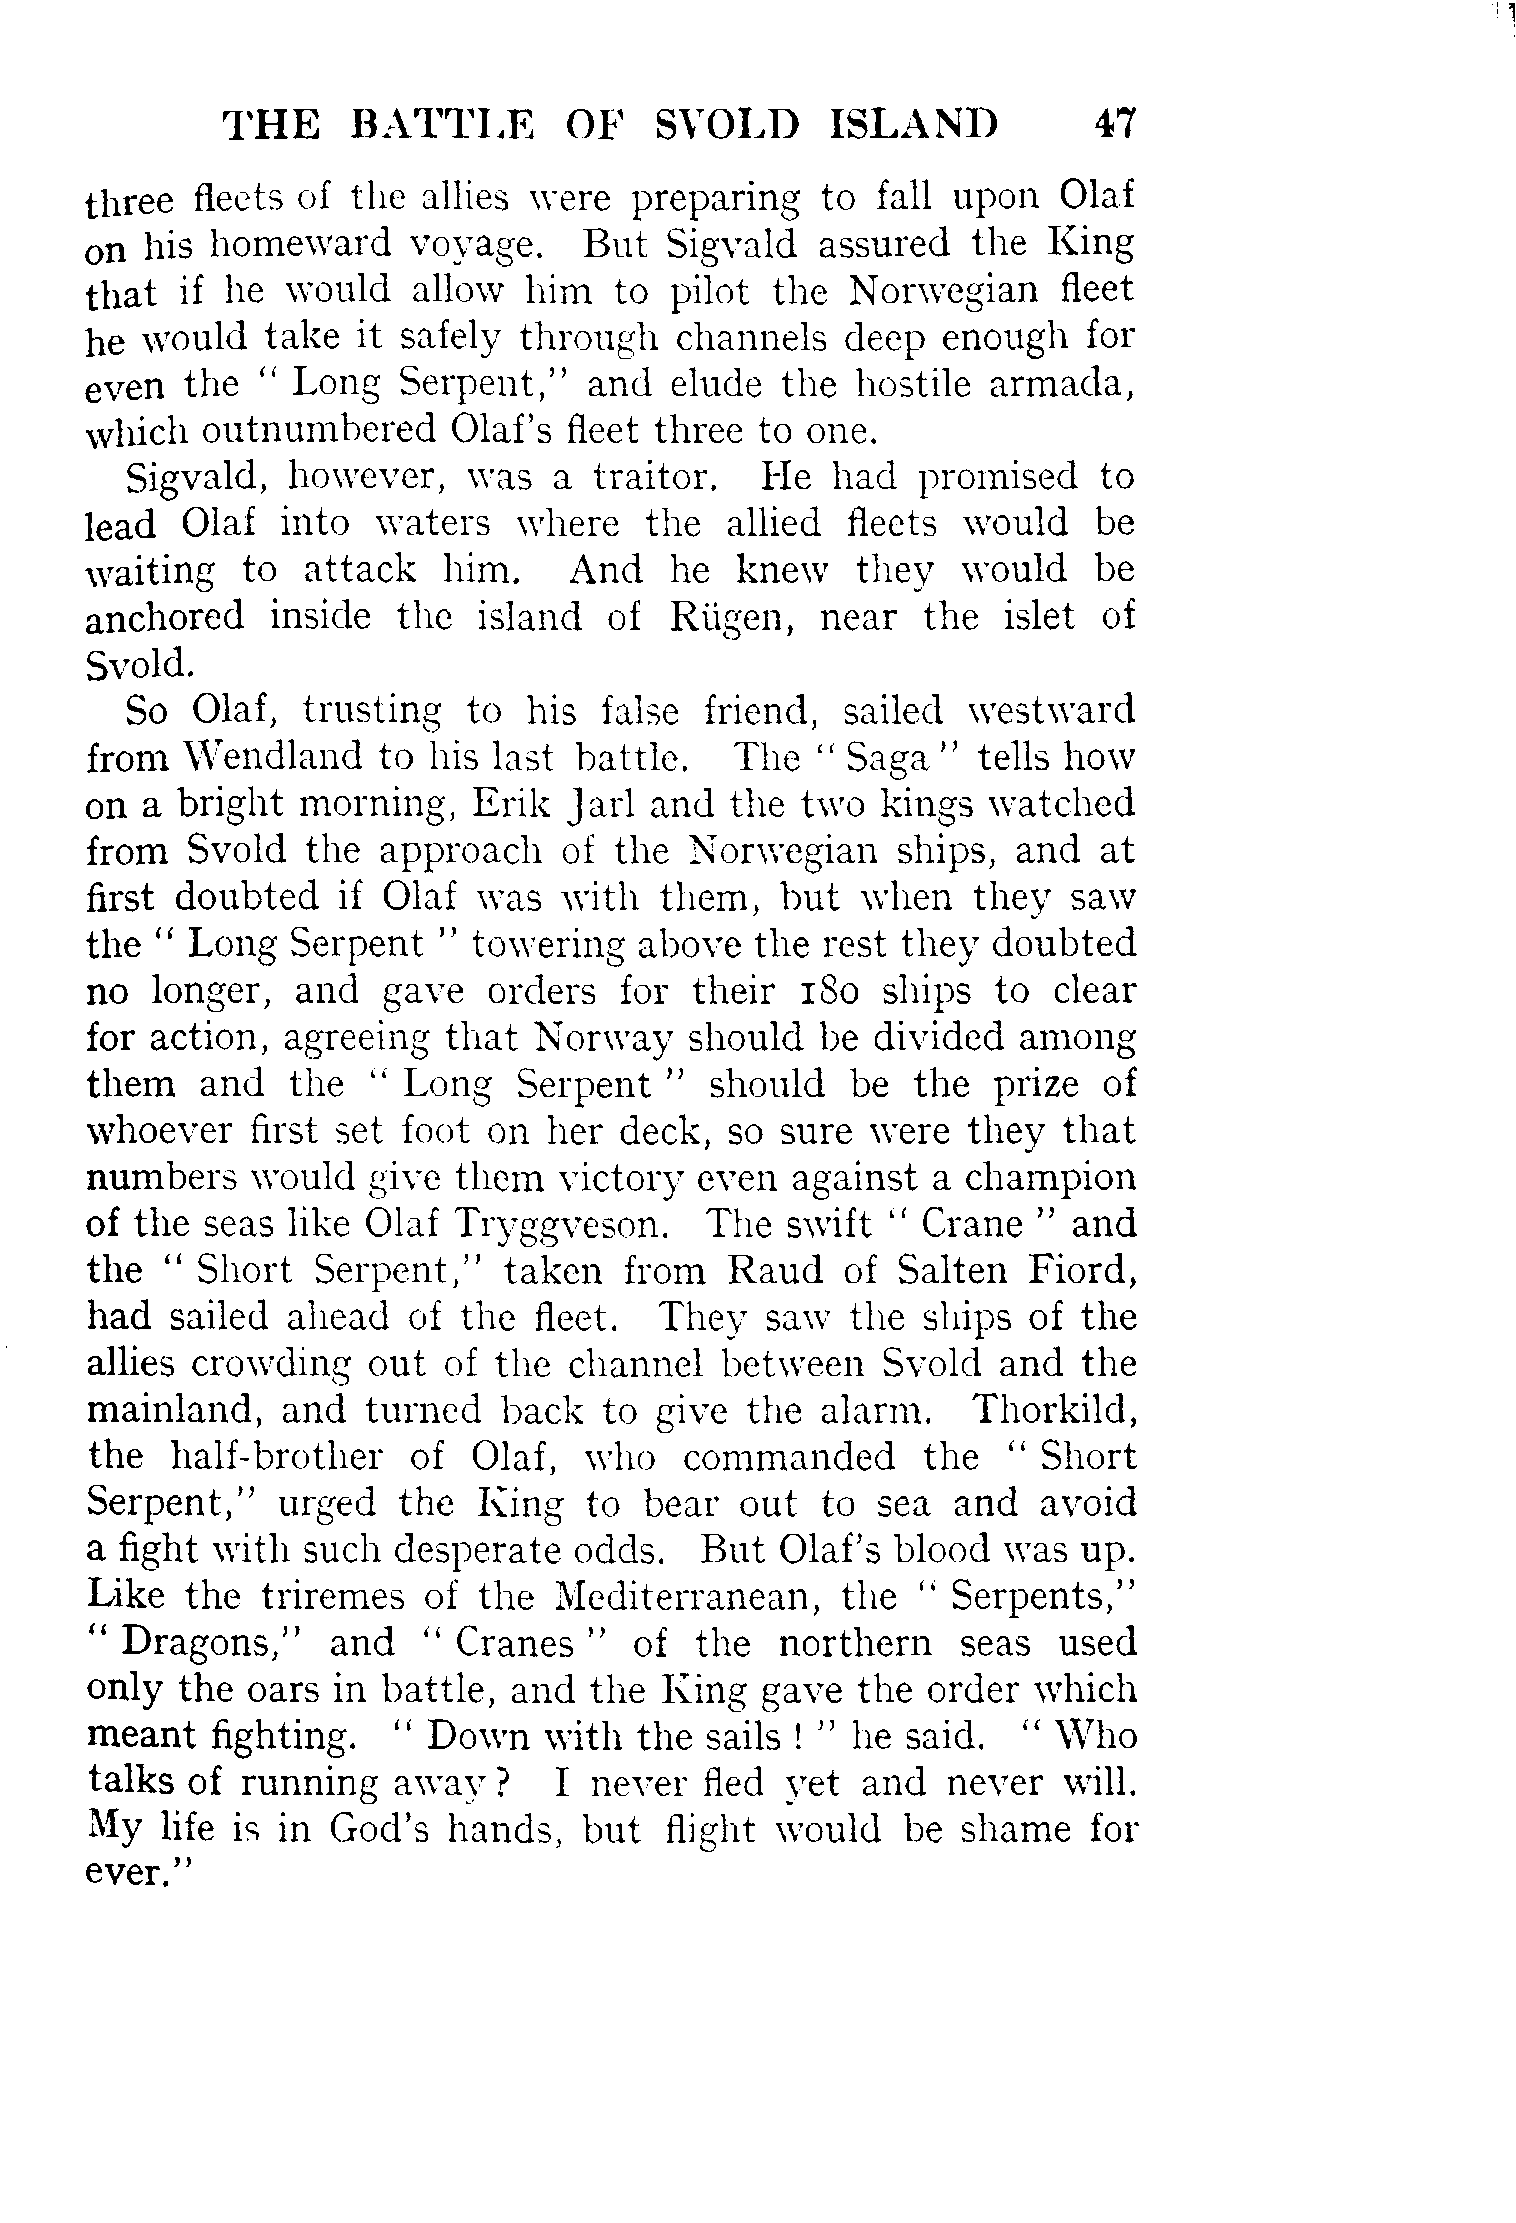 THE BATTLE OF SVOLD ISLAND 47
three fleets of the allies were preparing to fall upon Olaf
on his homeward voyage. But Sigvald assured the King
that if he would allow him to pilot the Norwegian fleet
he would take it safely through channels deep enough for
even the " Long Serpent," and elude the hostile armada,
which outnumbered Olaf's fleet three to one.
Sigvald, however, was a traitor. He had promised to
lead Olaf into waters where the allied fleets would be
waiting to attack him. And he knew they would be
anchored inside the island of Rügen, near the islet of
Svold.
So Olaf, trusting to his false friend, sailed westward
from Wendland to his last battle. The " Saga " tells how
on a bright morning, Erik Jarl and the two kings watched
from Svold the approach of the Norwegian ships, and at
first doubted if Olaf was with them, but when they saw
the " Long Serpent " towering above the rest they doubted
no longer, and gave orders for their 180 ships to clear
for action, agreeing that Norway should be divided among
them and the " Long Serpent " should be the prize of
whoever first set foot on her deck, so sure were they that
numbers would give them victory even against a champion
of the seas like Olaf Tryggveson. The swift " Crane " and
the " Short Serpent," taken from Raud of Salten Fiord,
had sailed ahead of the fleet. They saw the ships of the
allies crowding out of the channel between Svold and the
mainland, and turned back to give the alarm. Thorkild,
the half-brother of Olaf, who commanded the " Short
Serpent," urged the King to bear out to sea and avoid
a fight with such desperate odds. But Olaf's blood was up.
Like the triremes of the Mediterranean, the " Serpents,"
" Dragons," and " Cranes " of the northern seas used
only the oars in battle, and the King gave the order which
meant fighting. " Down with the sails ! " he said. " Who
talks of running away ? I never fled yet and never will.
My life is in God's hands, but flight would be shame for
ever."